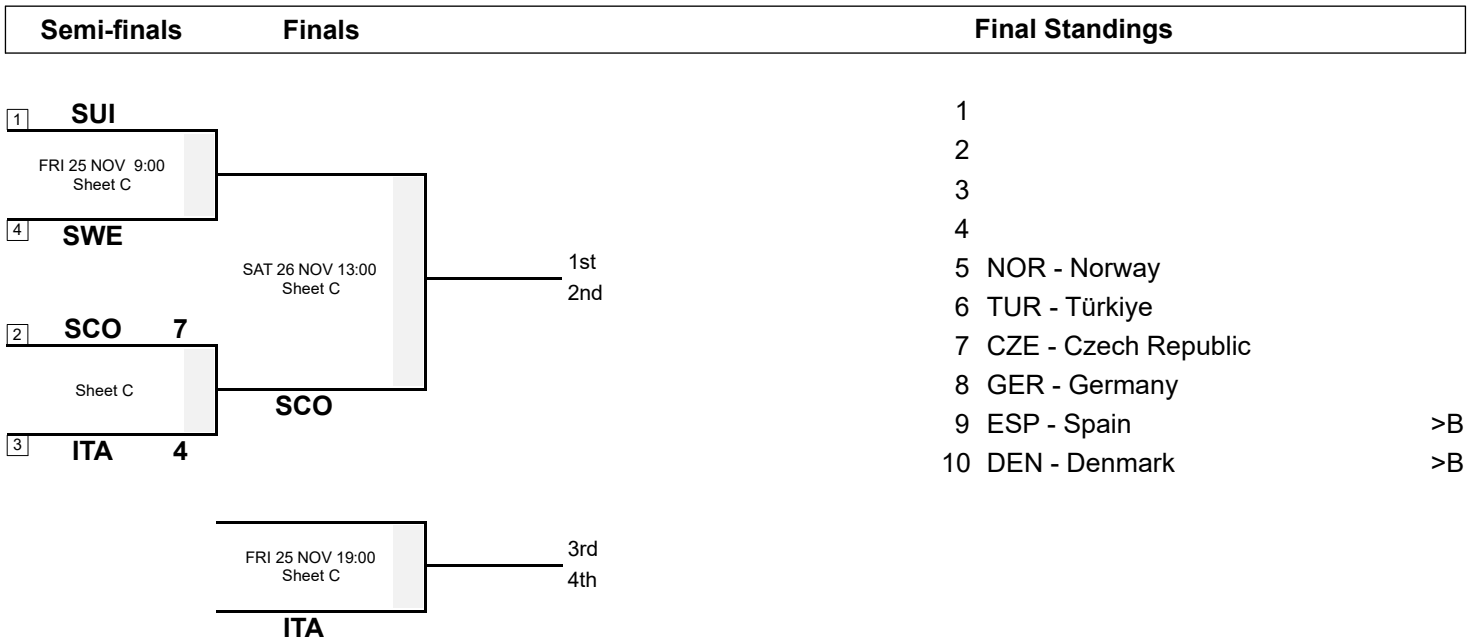 Semi-finals Finals Final Standings
1 SUI
FRI 25 NOV 9:00
Sheet C
4 SWE
SAT 26 NOV 13:00
Sheet C
1st
2nd
2 SCO 7
Sheet C
SCO
3 ITA 4
FRI 25 NOV 19:00
Sheet C
3rd
4th
ITA
1
2
3
4
5 NOR - Norway
6 TUR - Türkiye
7 CZE - Czech Republic
8 GER - Germany
9 ESP - Spain >B
10 DEN - Denmark >B